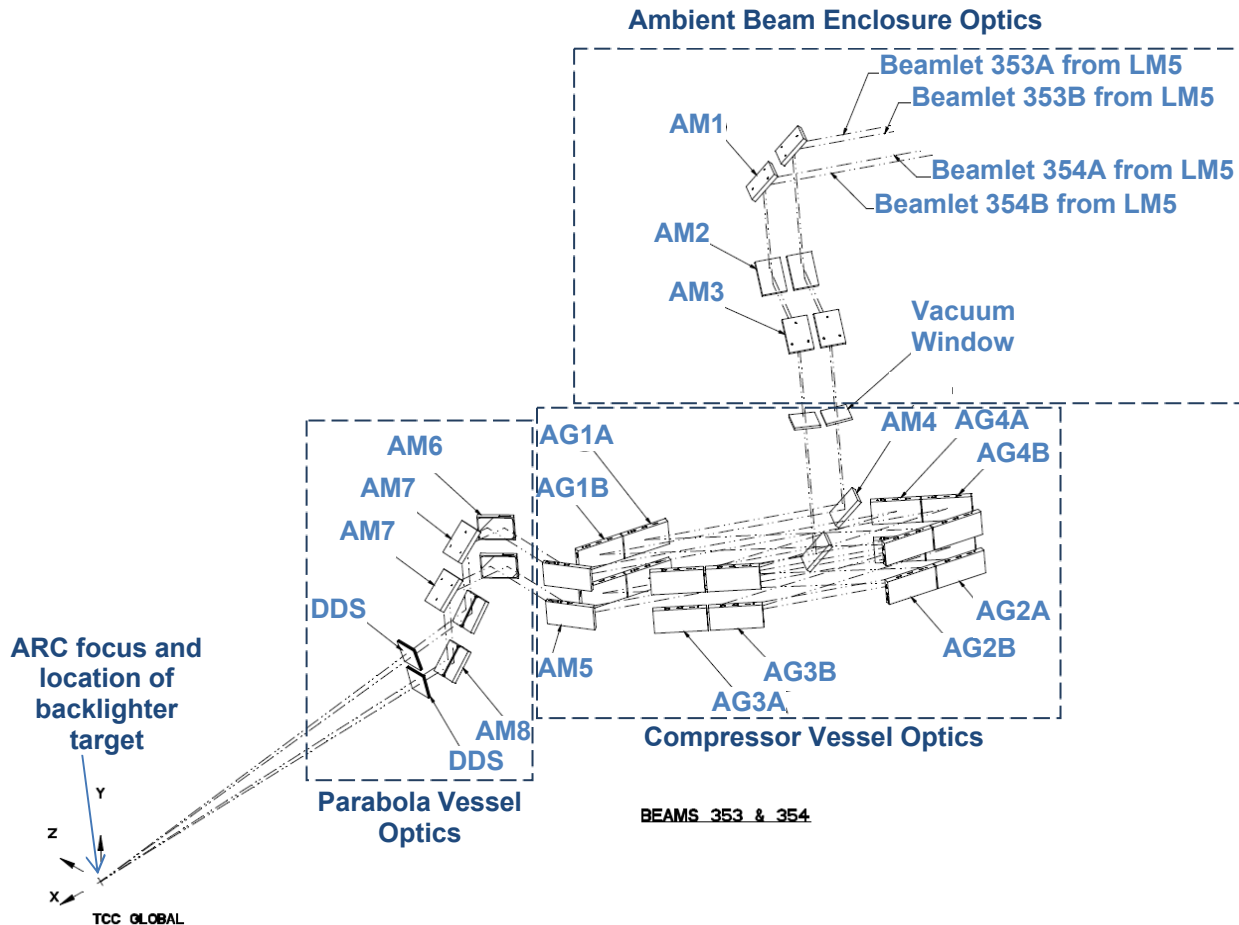 Ambient Beam Enclosure Optics
Beamlet 353A from LM5
Beamlet 353B from LM5
AM1
Beamlet 354A from LM5
Beamlet 354B from LM5
AM2
AM3
Vacuum
Window
AM4
AG4A
AG1A
AG4B
AM6
AG1B
AM7
AM7
DDS
AG2A
AG2B
ARC focus and
location of
backlighter
target
AM5
AG3B
AG3A
AM8
DDS
Compressor Vessel Optics
Parabola Vessel
Optics
BEAMS 353 & 354
Y
Z
X
TCC GLOBAL